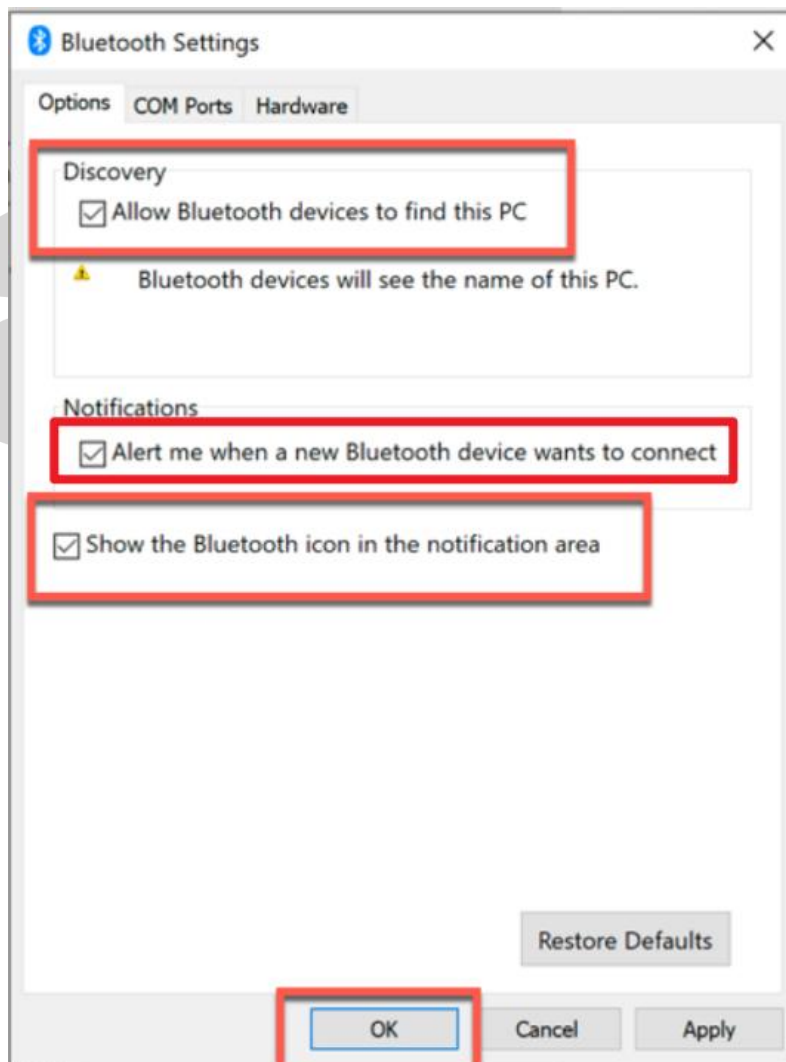 Bluetooth Settings
Options COM Ports Hardware
Discovery
Allow Bluetooth devices to find this PC
Bluetooth devices will see the name of this PC.
Notifications
Alert me when a new Bluetooth device wants to connect
Show the Bluetooth icon in the notification area
Restore Defaults
OK Cancel Apply